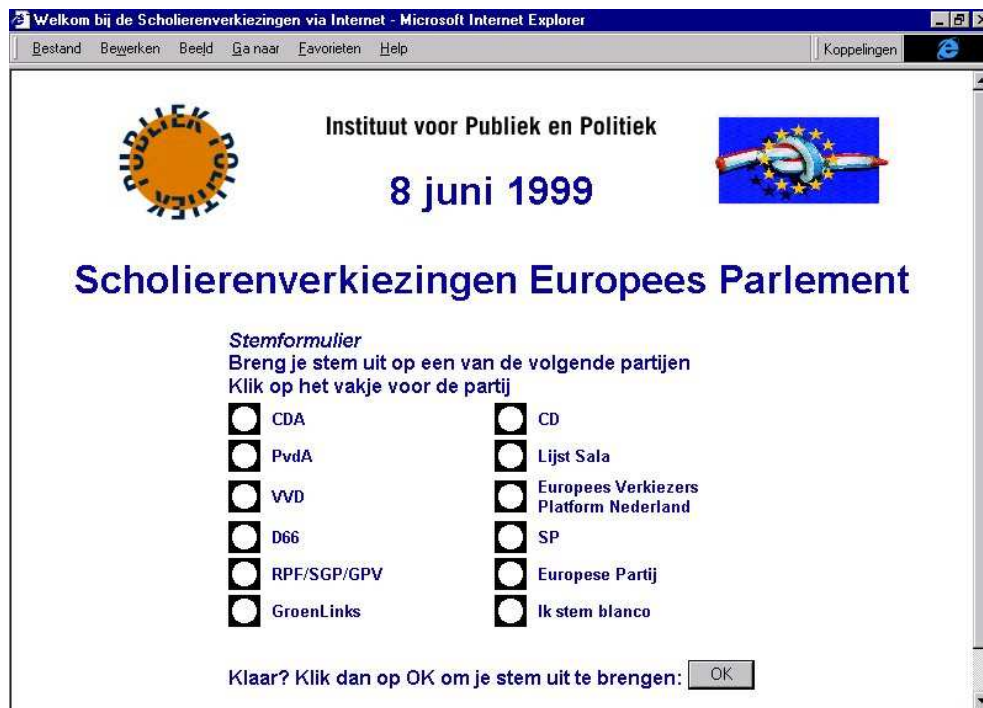 Welkom bij de Scholierenverkiezingen via Internet - Microsoft Internet Explorer
Bestand Bewerken Beeld Ga naar Favorieten Help Koppelingen
PUBLIEK POLITIEK
Instituut voor Publiek en Politiek
8 juni 1999
Scholierenverkiezingen Europees Parlement
Stemformulier
Breng je stem uit op een van de volgende partijen
Klik op het vakje voor de partij
CDA CD
PvdA Lijst Sala
VVD Europees Verkiezers
Platform Nederland
D66 SP
RPF/SGP/GPV Europese Partij
GroenLinks Ik stem blanco
Klaar? Klik dan op OK om je stem uit te brengen: OK